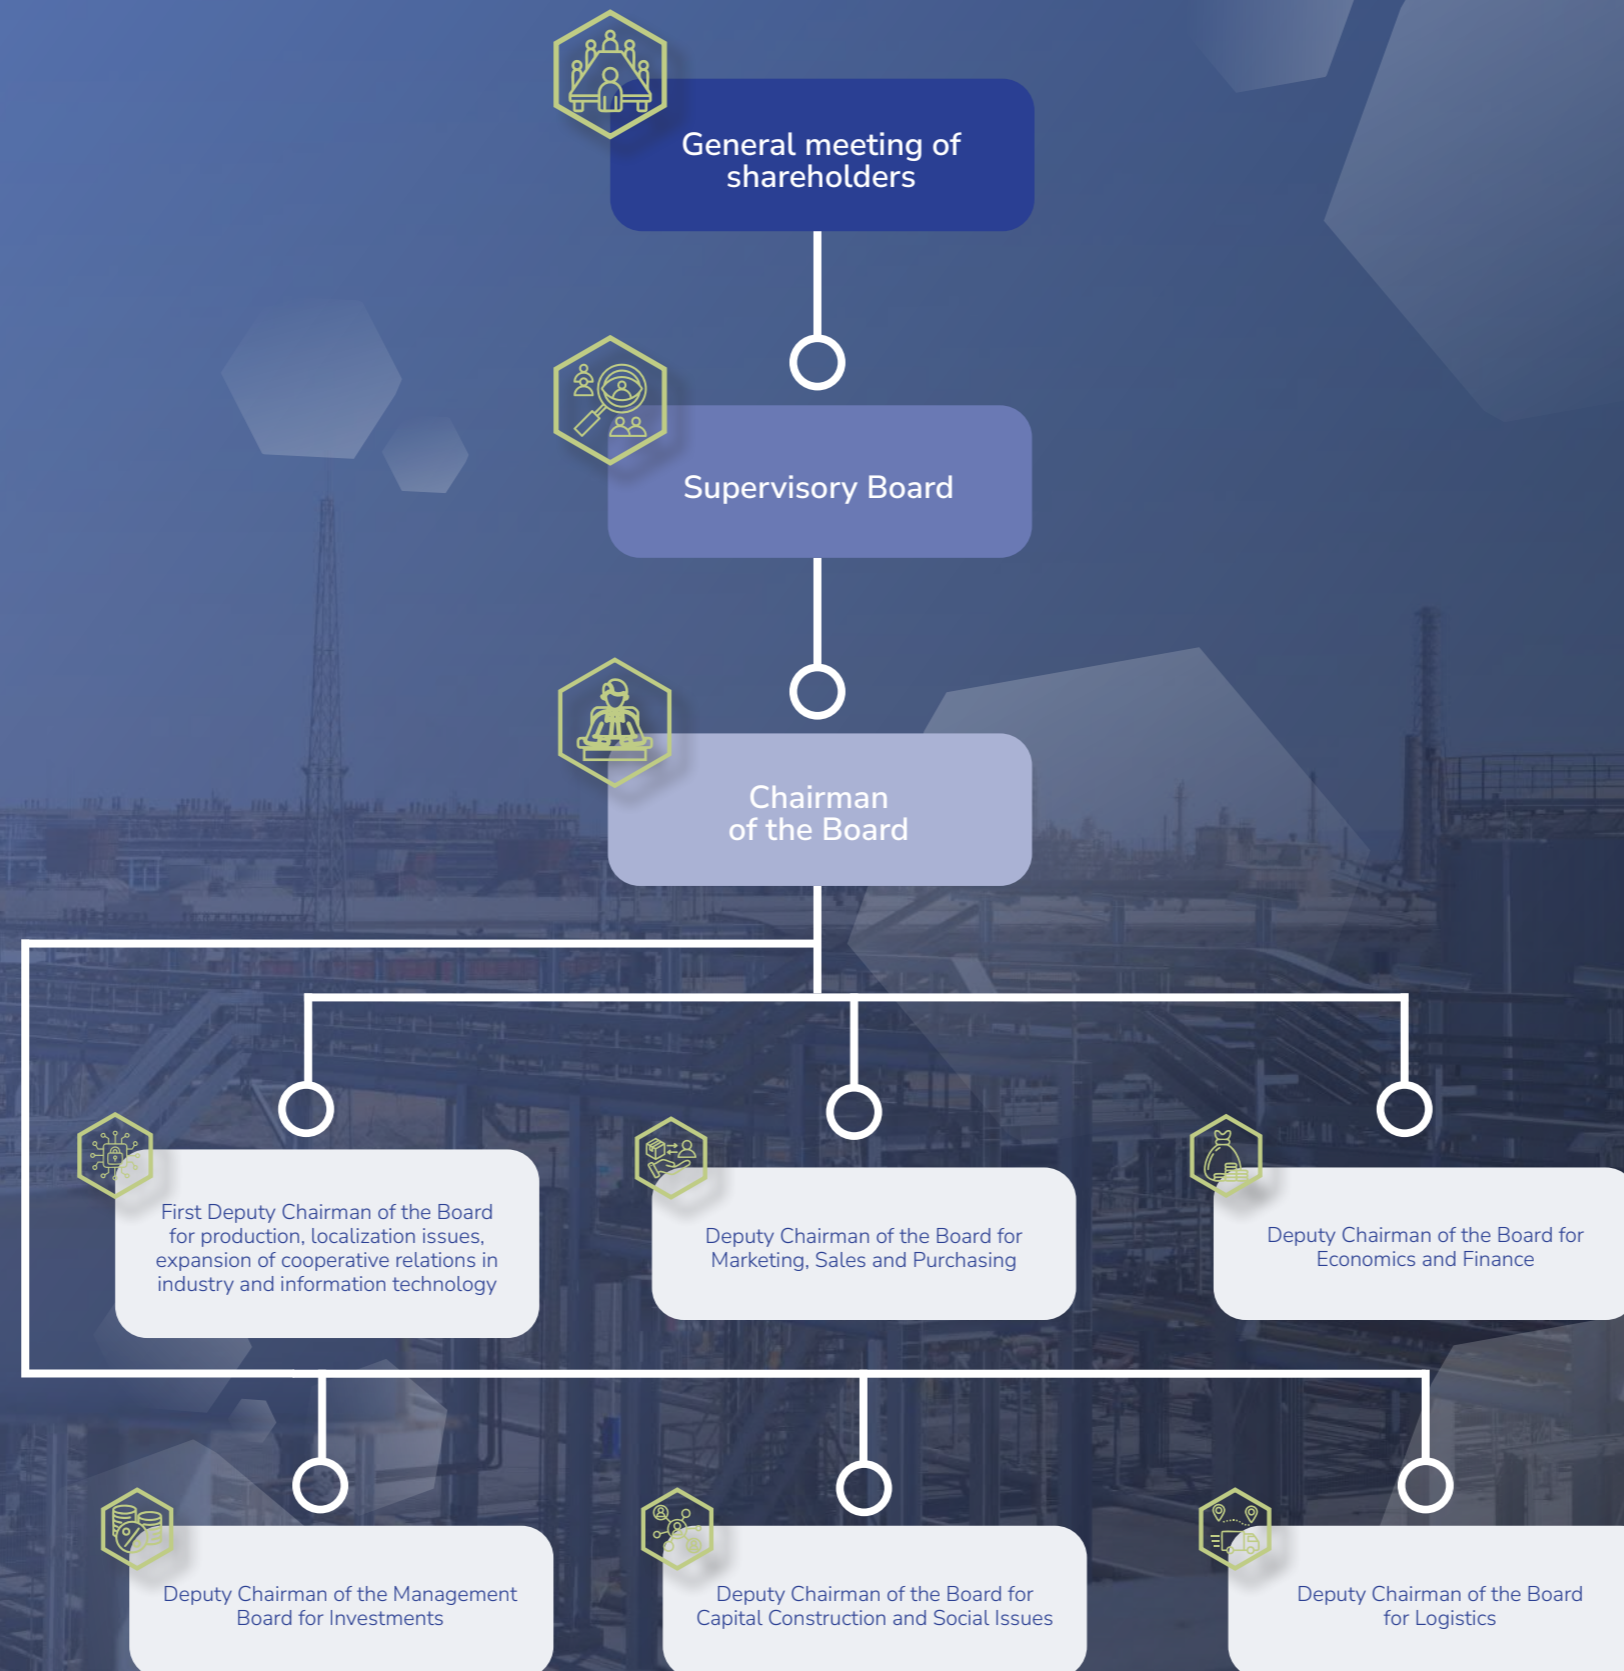 General meeting of
shareholders
Supervisory Board
Chairman
of the Board
First Deputy Chairman of the Board
for production, localization issues,
expansion of cooperative relations in
industry and information technology
Deputy Chairman of the Board for
Marketing, Sales and Purchasing
Deputy Chairman of the Board for
Economics and Finance
Deputy Chairman of the Management
Board for Investments
Deputy Chairman of the Board for
Capital Construction and Social Issues
Deputy Chairman of the Board
for Logistics